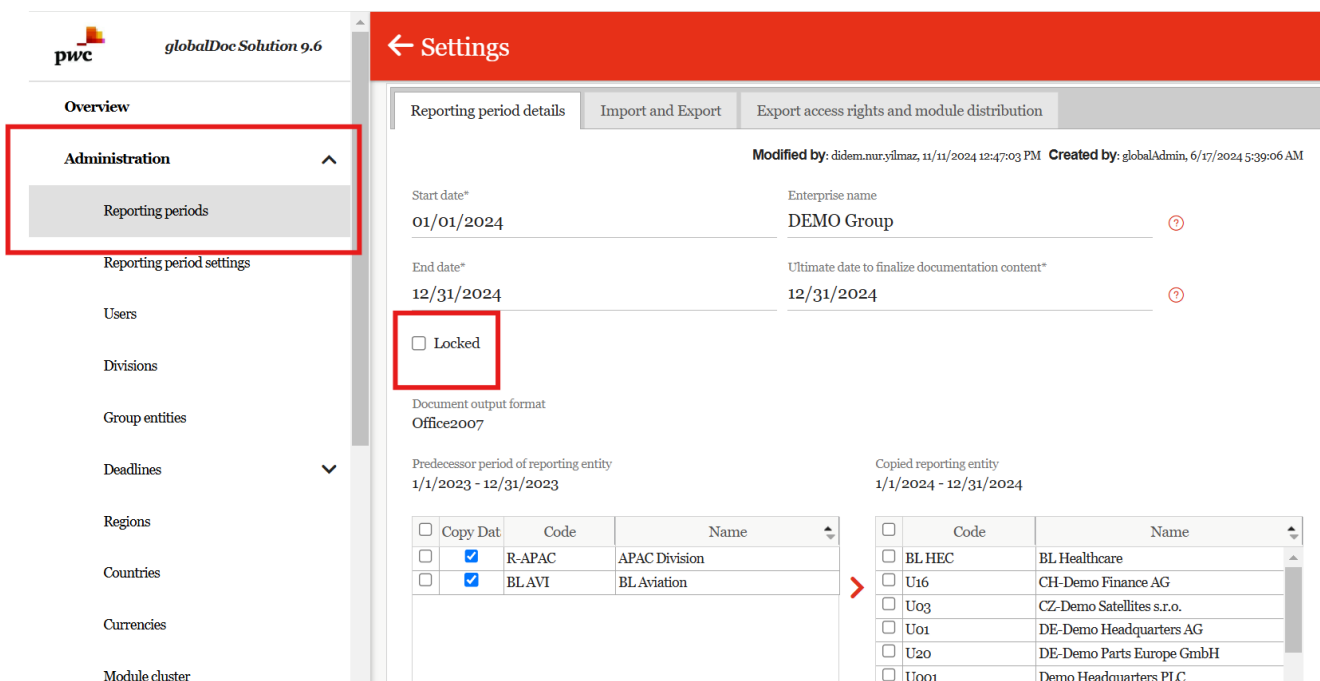 pwc
globalDoc Solution 9.6
Settings
Overview
Administration
Reporting periods
Reporting period settings
Users
Divisions
Group entities
Deadlines
Regions
Countries
Currencies
Module cluster
Reporting period details Import and Export Export access rights and module distribution
Modified by: didem.nur.yilmaz, 11/11/2024 12:47:03 PM Created by: globalAdmin, 6/17/2024 5:39:06 AM
Start date* Enterprise name
01/01/2024 DEMO Group ?
End date* Ultimate date to finalize documentation content*
12/31/2024 12/31/2024 ?
Locked
Document output format
Office2007
Predecessor period of reporting entity Copied reporting entity
1/1/2023 - 12/31/2023 1/1/2024 - 12/31/2024
Copy Dat Code Name Code Name
R-APAC APAC Division BL HEC BL Healthcare
BL AVI BL Aviation U16 CH-Demo Finance AG
U03 CZ-Demo Satellites s.r.o.
U01 DE-Demo Headquarters AG
U20 DE-Demo Parts Europe GmbH
U001 Demo Headquarters PLC